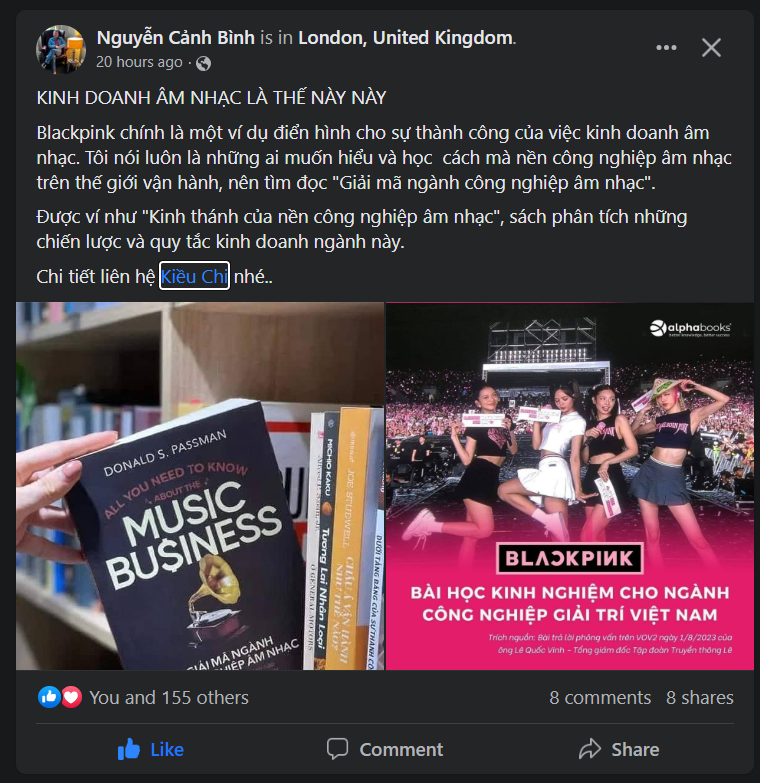 Nguyễn Cảnh Bình is in London, United Kingdom.
20 hours ago ·
KINH DOANH ÂM NHẠC LÀ THẾ NÀY NÀY
Blackpink chính là một ví dụ điển hình cho sự thành công của việc kinh doanh âm
nhạc. Tôi nói luôn là những ai muốn hiểu và học cách mà nền công nghiệp âm nhạc
trên thế giới vận hành, nên tìm đọc "Giải mã ngành công nghiệp âm nhạc".
Được ví như "Kinh thánh của nền công nghiệp âm nhạc", sách phân tích những
chiến lược và quy tắc kinh doanh ngành này.
Chi tiết liên hệ Kiều Chi nhé..
DONALD S. PASSMAN
ALL YOU NEED TO KNOW
ABOUT THE
MUSIC
BU$INESS
GIẢI MÃ NGÀNH
NGHIỆP ÂM NHẠC
O GENERAL MOTORS
MICHIO KAKU
Tương Lai Nhân Loại
JOE STUDWELL
CHÂU Á VẬN HÀNH
NHƯ THẾ NÀO
DƯỚI TẢNG BĂNG CỦA SỰ THÀNH CÔ
alphabooks
BLACKPINK
BÀI HỌC KINH NGHIỆM CHO NGÀNH
CÔNG NGHIỆP GIẢI TRÍ VIỆT NAM
Trích nguồn: Bài trả lời phỏng vấn trên VOV2 ngày 1/8/2023 của
ông Lê Quốc Vinh - Tổng giám đốc Tập đoàn Truyền thông Lê
You and 155 others
8 comments 8 shares
Like Comment Share